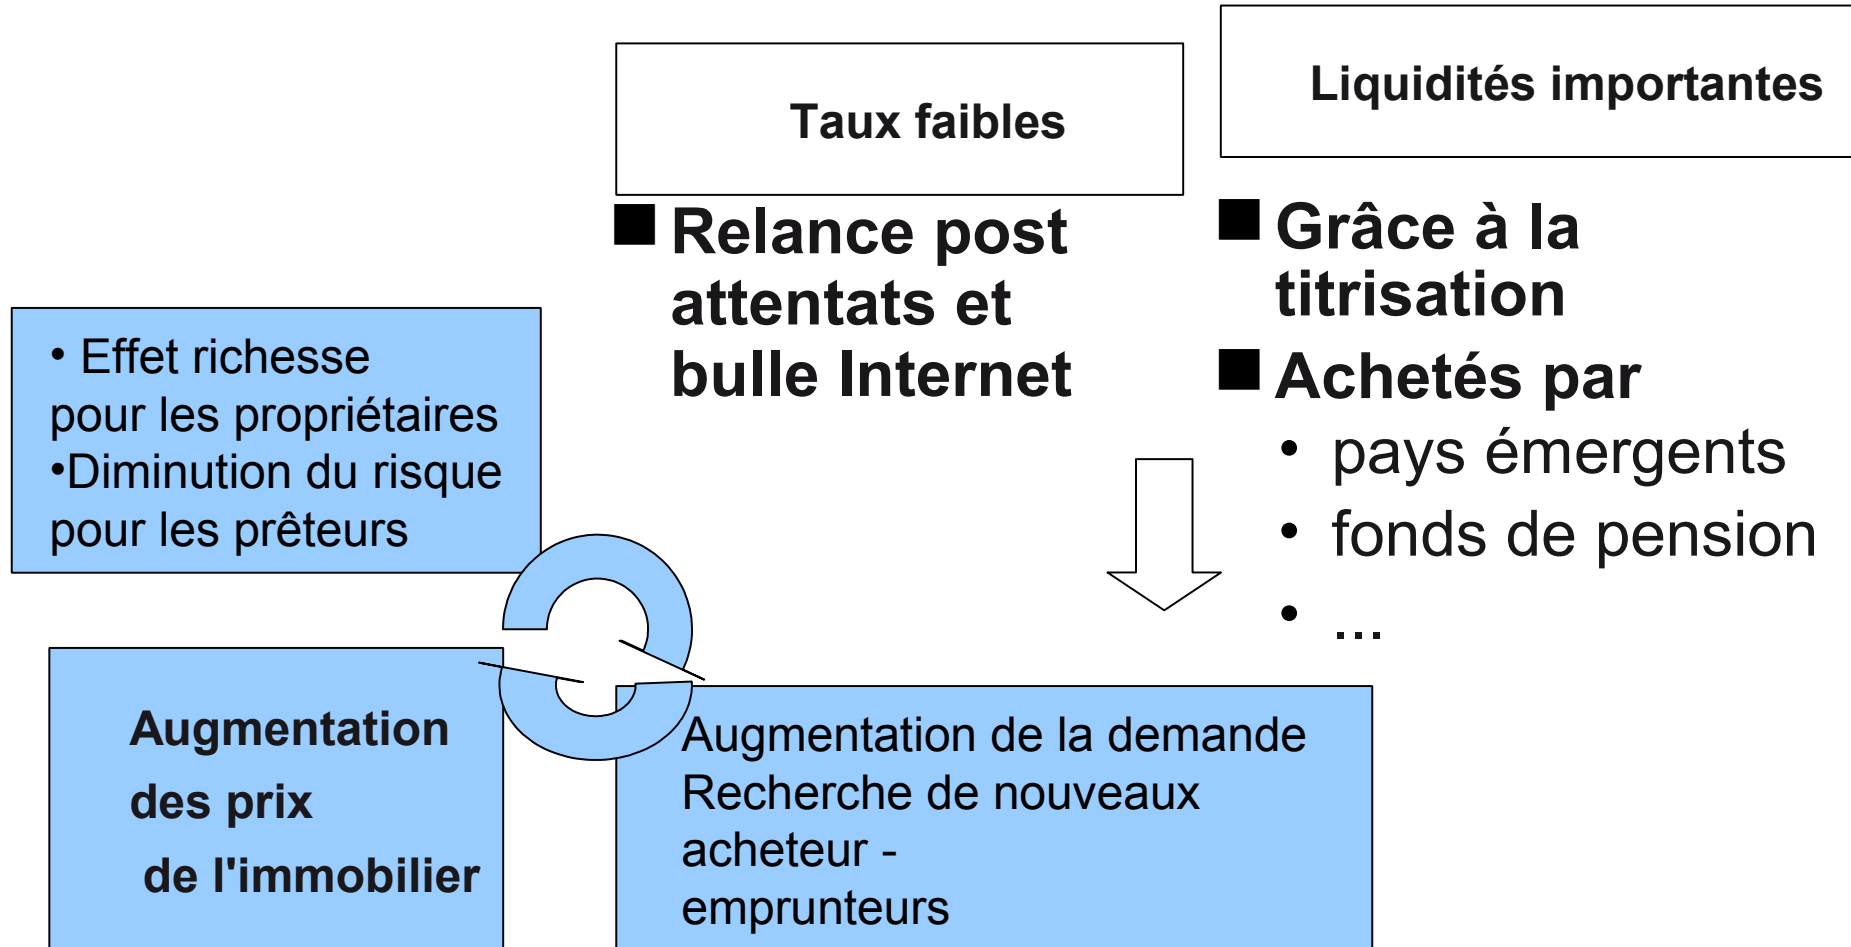 Taux faibles
Liquidités importantes
■ Relance post
attentats et
bulle Internet
■ Grâce à la
titrisation
■ Achetés par
• pays émergents
• fonds de pension
• ...
• Effet richesse
pour les propriétaires
•Diminution du risque
pour les prêteurs
Augmentation
des prix
de l'immobilier
Augmentation de la demande
Recherche de nouveaux
acheteur -
emprunteurs